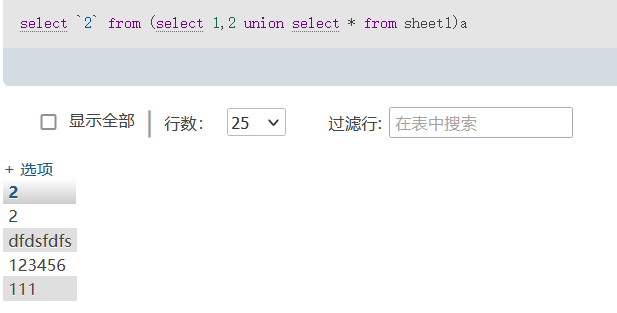 select `2` from (select 1,2 union select * from sheet1)a
显示全部 行数： 25 过滤行: 在表中搜索
+ 选项
2
2
dfdsfdfs
123456
111